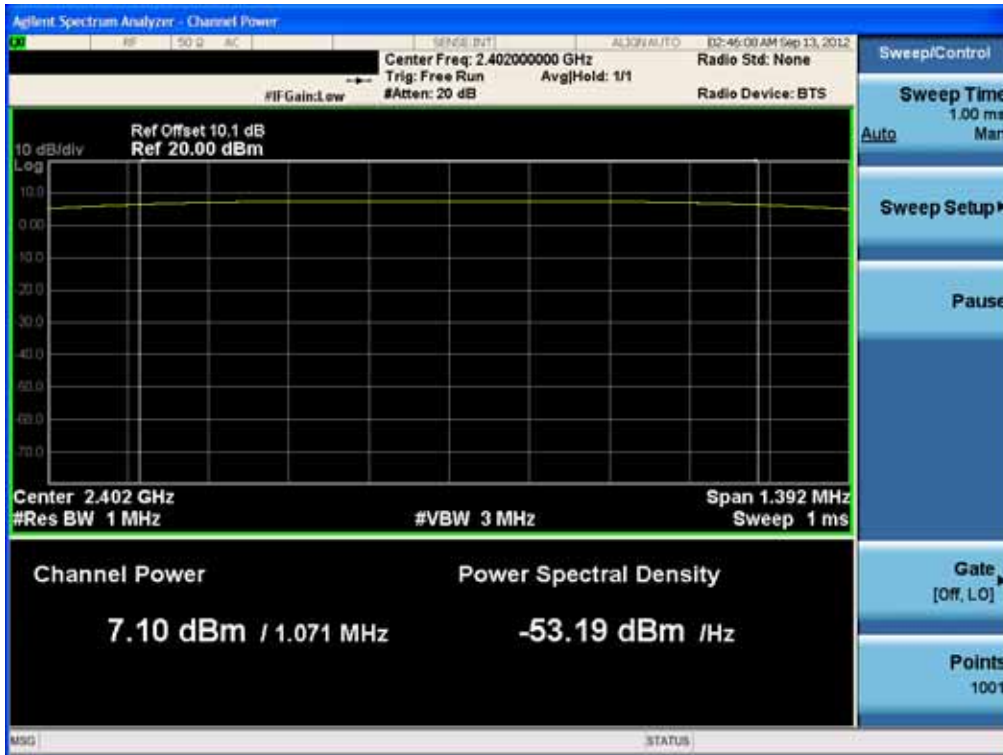 Agilent Spectrum Analyzer - Channel Power
RF 50 Ω AC SENSE:INT ALIGN AUTO 02:46:00 AM Sep 13, 2012
Center Freq: 2.402000000 GHz Radio Std: None
Trig: Free Run Avg|Hold: 1/1
#IFGain:Low #Atten: 20 dB Radio Device: BTS
Ref Offset 10.1 dB
10 dB/div Ref 20.00 dBm
Log
10.0
0.00
-10.0
-20.0
-30.0
-40.0
-50.0
-60.0
-70.0
Center 2.402 GHz Span 1.392 MHz
#Res BW 1 MHz #VBW 3 MHz Sweep 1 ms
Channel Power Power Spectral Density
7.10 dBm / 1.071 MHz -53.19 dBm /Hz
MSG STATUS
Sweep/Control
Sweep Time
1.00 ms
Auto Man
Sweep Setup
Pause
Gate
[Off, LO]
Points
1001